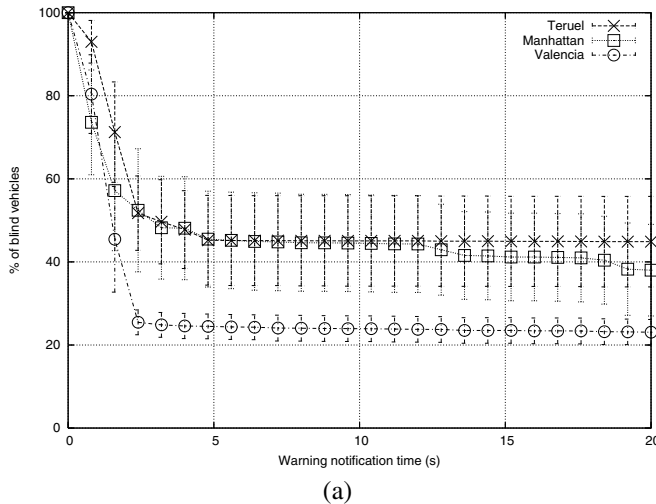 100
80
60
40
20
0
% of blind vehicles
Teruel
Manhattan
Valencia
0 5 10 15 20
Warning notification time (s)
(a)